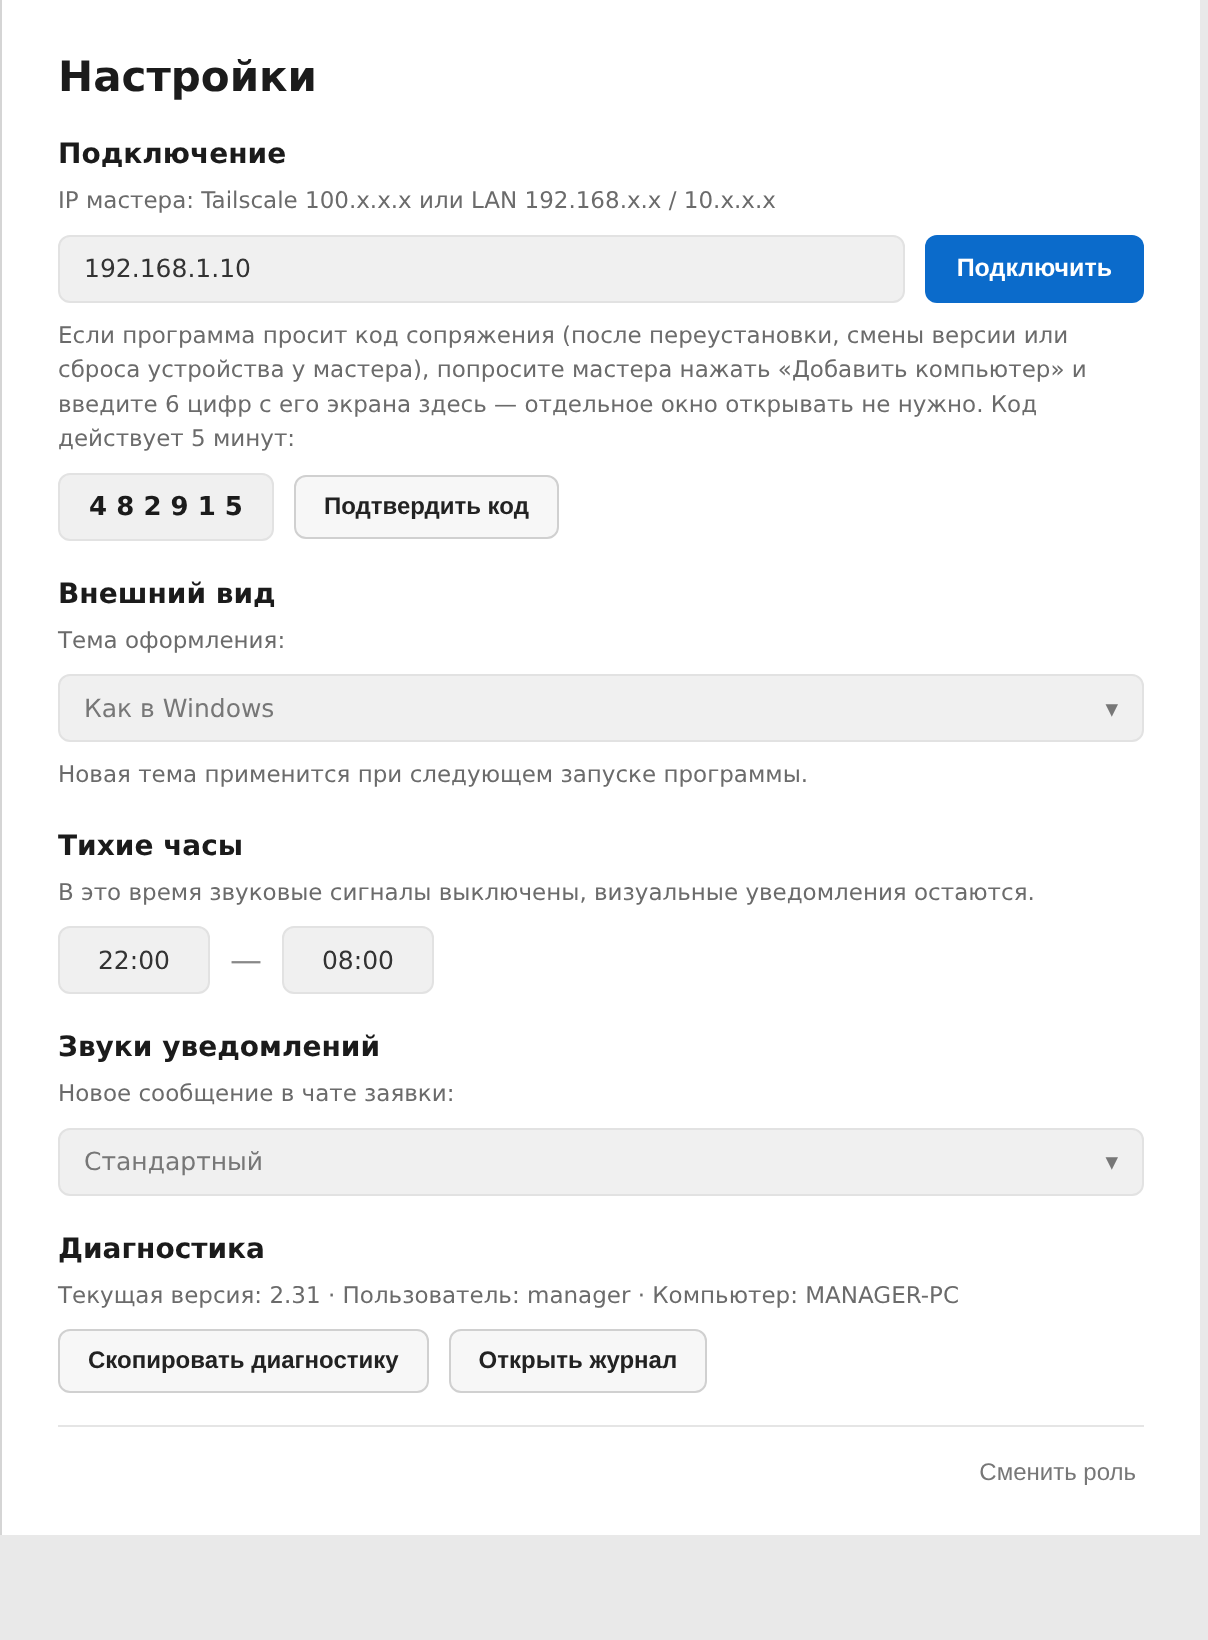 Настройки
Подключение
IP мастера: Tailscale 100.x.x.x или LAN 192.168.x.x / 10.x.x.x
192.168.1.10 Подключить
Если программа просит код сопряжения (после переустановки, смены версии или
сброса устройства у мастера), попросите мастера нажать «Добавить компьютер» и
введите 6 цифр с его экрана здесь — отдельное окно открывать не нужно. Код
действует 5 минут:
4 8 2 9 1 5 Подтвердить код
Внешний вид
Тема оформления:
Как в Windows ▼
Новая тема применится при следующем запуске программы.
Тихие часы
В это время звуковые сигналы выключены, визуальные уведомления остаются.
22:00 — 08:00
Звуки уведомлений
Новое сообщение в чате заявки:
Стандартный ▼
Диагностика
Текущая версия: 2.31 · Пользователь: manager · Компьютер: MANAGER-PC
Скопировать диагностику Открыть журнал
Сменить роль